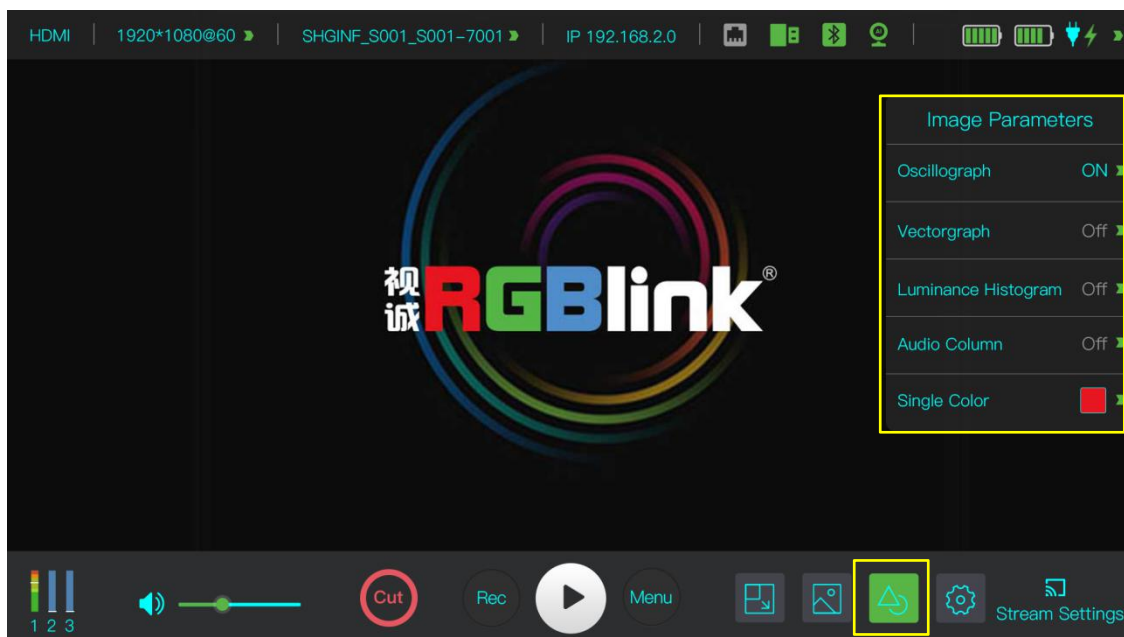 HDMI 1920*1080@60 SHGINF_S001_S001-7001 IP 192.168.2.0 AI
Image Parameters
Oscillograph ON
Vectorgraph Off
Luminance Histogram Off
Audio Column Off
Single Color
视诚 RGBlink®
Cut Rec Menu
Stream Settings
1 2 3